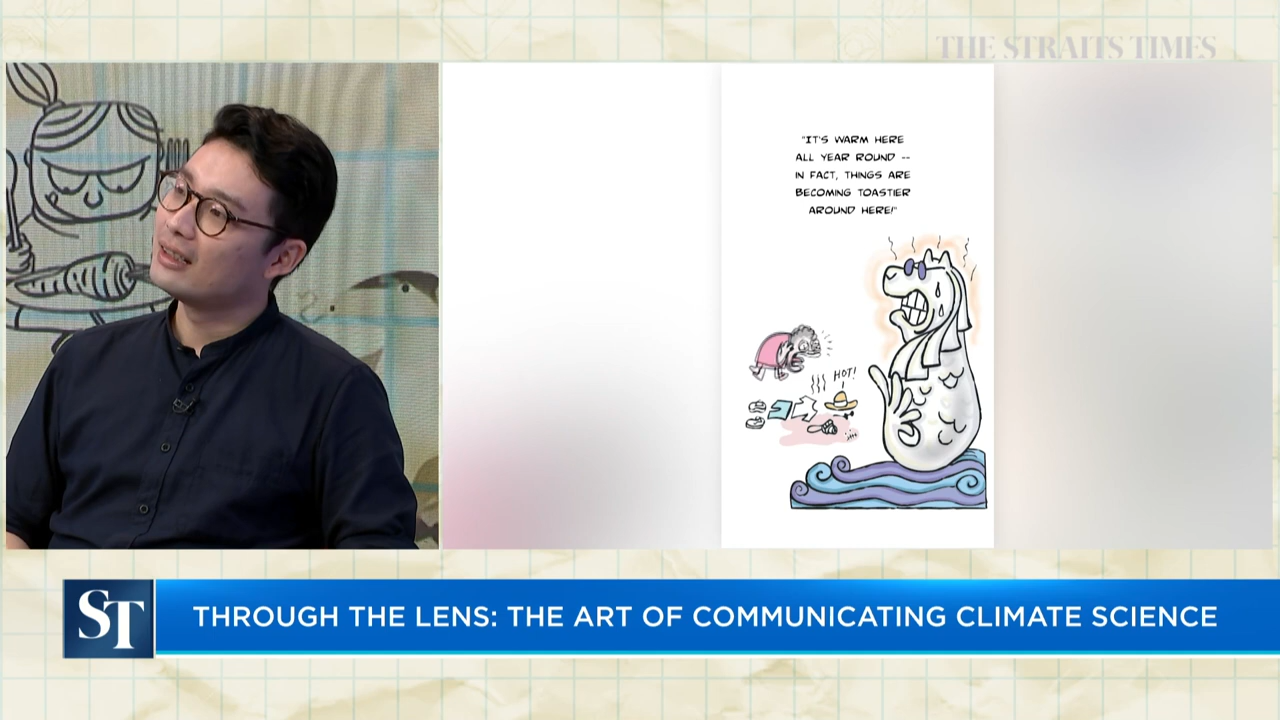 THE STRAITS TIMES
"IT'S WARM HERE
ALL YEAR ROUND --
IN FACT, THINGS ARE
BECOMING TOASTIER
AROUND HERE!"
HOT!
ST
THROUGH THE LENS: THE ART OF COMMUNICATING CLIMATE SCIENCE